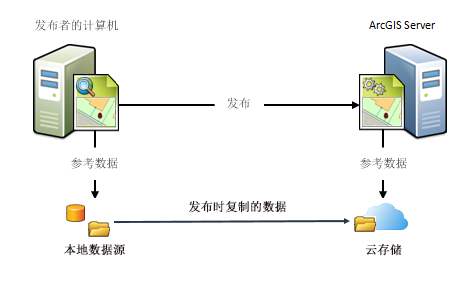 发布者的计算机
ArcGIS Server
发布
参考数据
参考数据
发布时复制的数据
本地数据源
云存储